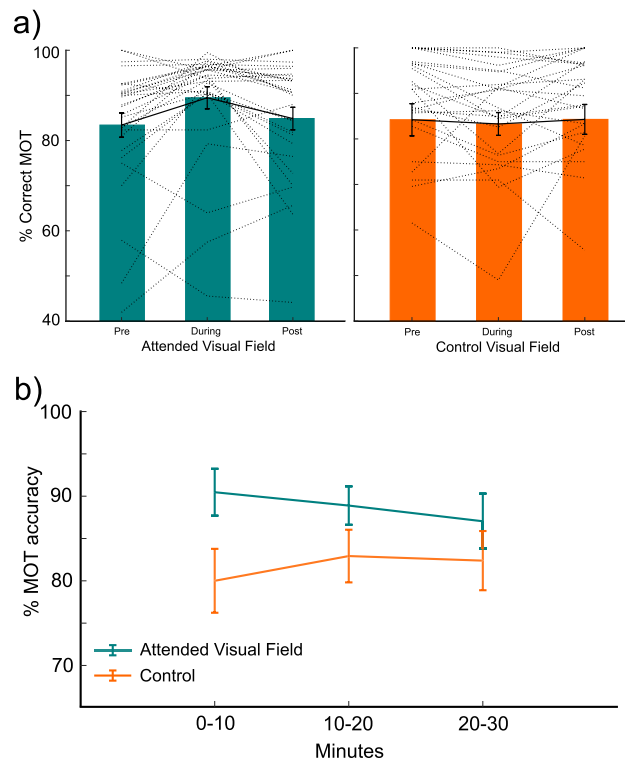 a)
% Correct MOT
100
80
60
40
Pre
During
Post
Attended Visual Field
Pre
During
Post
Control Visual Field
b)
% MOT accuracy
100
90
80
70
Attended Visual Field
Control
0-10
10-20
20-30
Minutes